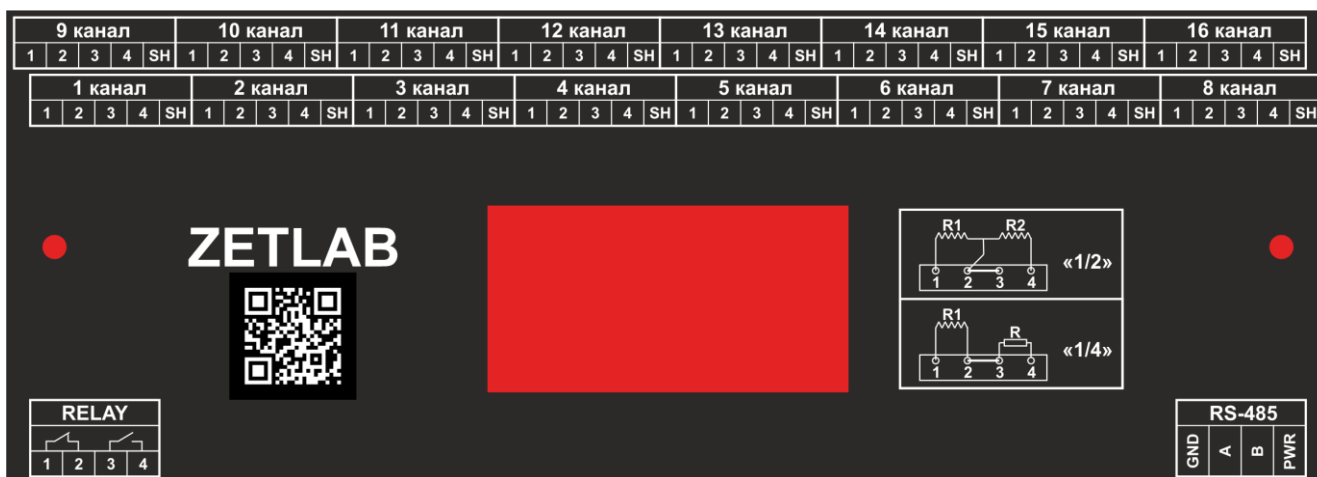 9 канал 10 канал 11 канал 12 канал 13 канал 14 канал 15 канал 16 канал
1 2 3 4 SH 1 2 3 4 SH 1 2 3 4 SH 1 2 3 4 SH 1 2 3 4 SH 1 2 3 4 SH 1 2 3 4 SH 1 2 3 4 SH
1 канал 2 канал 3 канал 4 канал 5 канал 6 канал 7 канал 8 канал
1 2 3 4 SH 1 2 3 4 SH 1 2 3 4 SH 1 2 3 4 SH 1 2 3 4 SH 1 2 3 4 SH 1 2 3 4 SH 1 2 3 4 SH
ZETLAB
R1 R2
«1/2»
1 2 3 4
R1
R
«1/4»
1 2 3 4
RELAY
1 2 3 4
RS-485
GND A B PWR